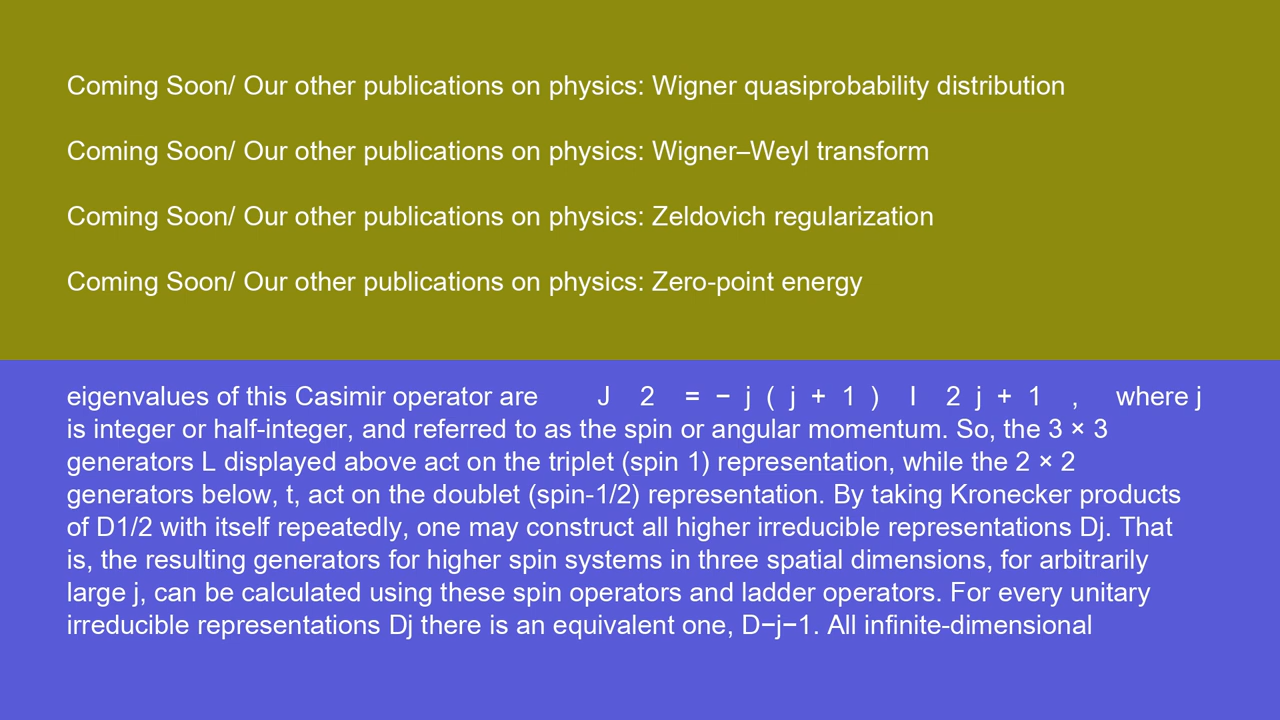 Coming Soon/ Our other publications on physics: Wigner quasiprobability distribution
Coming Soon/ Our other publications on physics: Wigner–Weyl transform
Coming Soon/ Our other publications on physics: Zeldovich regularization
Coming Soon/ Our other publications on physics: Zero-point energy
eigenvalues of this Casimir operator are J 2 = − j ( j + 1 ) I 2 j + 1 , where j
is integer or half-integer, and referred to as the spin or angular momentum. So, the 3 × 3
generators L displayed above act on the triplet (spin 1) representation, while the 2 × 2
generators below, t, act on the doublet (spin-1/2) representation. By taking Kronecker products
of D1/2 with itself repeatedly, one may construct all higher irreducible representations Dj. That
is, the resulting generators for higher spin systems in three spatial dimensions, for arbitrarily
large j, can be calculated using these spin operators and ladder operators. For every unitary
irreducible representations Dj there is an equivalent one, D−j−1. All infinite-dimensional